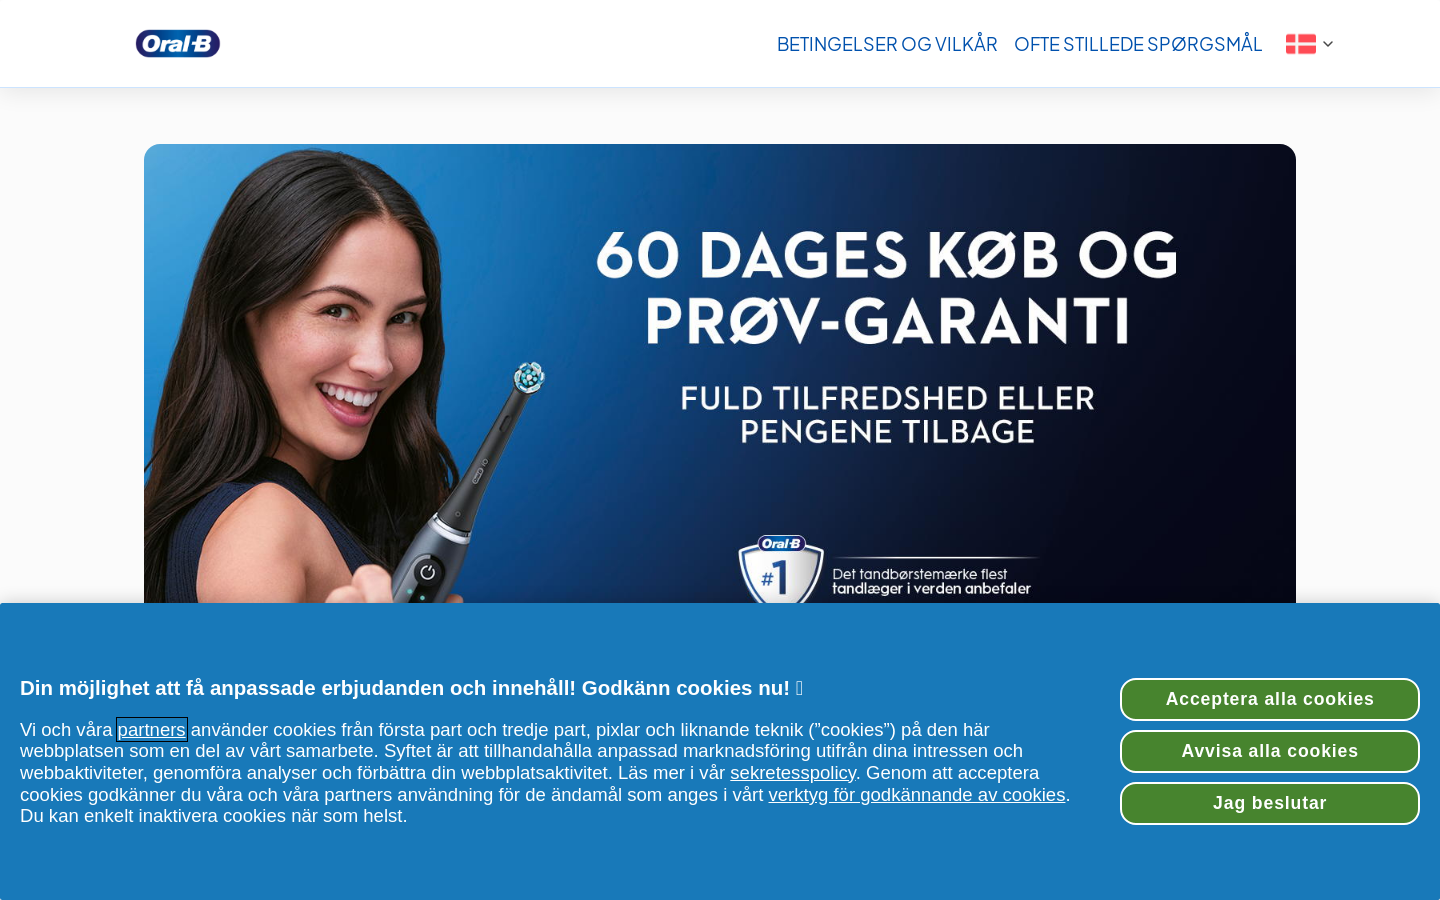 Oral-B
BETINGELSER OG VILKÅR
OFTE STILLEDE SPØRGSMÅL
60 DAGES KØB OG
PRØV-GARANTI
FULD TILFREDSHED ELLER
PENGENE TILBAGE
Oral-B
Oral-B iO
#1
Det tandbørstemærke flest
tandlæger i verden anbefaler
Din möjlighet att få anpassade erbjudanden och innehåll! Godkänn cookies nu!
Vi och våra partners använder cookies från första part och tredje part, pixlar och liknande teknik (”cookies”) på den här
webbplatsen som en del av vårt samarbete. Syftet är att tillhandahålla anpassad marknadsföring utifrån dina intressen och
webbaktiviteter, genomföra analyser och förbättra din webbplatsaktivitet. Läs mer i vår sekretesspolicy. Genom att acceptera
cookies godkänner du våra och våra partners användning för de ändamål som anges i vårt verktyg för godkännande av cookies.
Du kan enkelt inaktivera cookies när som helst.
Acceptera alla cookies
Avvisa alla cookies
Jag beslutar